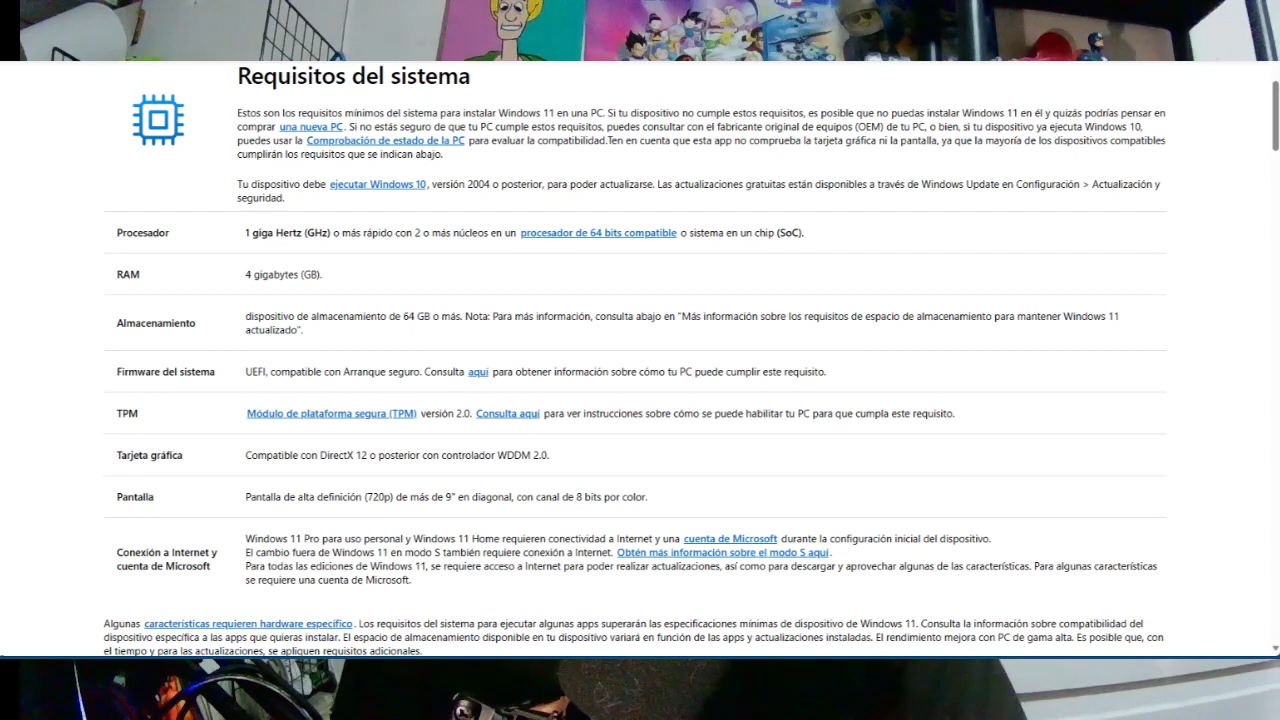 Requisitos del sistema
Estos son los requisitos mínimos del sistema para instalar Windows 11 en una PC. Si tu dispositivo no cumple estos requisitos, es posible que no puedas instalar Windows 11 en él y quizás podrías pensar en
comprar una nueva PC. Si no estás seguro de que tu PC cumple estos requisitos, puedes consultar con el fabricante original de equipos (OEM) de tu PC, o bien, si tu dispositivo ya ejecuta Windows 10,
puedes usar la Comprobación de estado de la PC para evaluar la compatibilidad.Ten en cuenta que esta app no comprueba la tarjeta gráfica ni la pantalla, ya que la mayoría de los dispositivos compatibles
cumplirán los requisitos que se indican abajo.
Tu dispositivo debe ejecutar Windows 10, versión 2004 o posterior, para poder actualizarse. Las actualizaciones gratuitas están disponibles a través de Windows Update en Configuración > Actualización y
seguridad.
Procesador 1 giga Hertz (GHz) o más rápido con 2 o más núcleos en un procesador de 64 bits compatible o sistema en un chip (SoC).
RAM 4 gigabytes (GB).
Almacenamiento dispositivo de almacenamiento de 64 GB o más. Nota: Para más información, consulta abajo en "Más información sobre los requisitos de espacio de almacenamiento para mantener Windows 11
actualizado".
Firmware del sistema UEFI, compatible con Arranque seguro. Consulta aquí para obtener información sobre cómo tu PC puede cumplir este requisito.
TPM Módulo de plataforma segura (TPM) versión 2.0. Consulta aquí para ver instrucciones sobre cómo se puede habilitar tu PC para que cumpla este requisito.
Tarjeta gráfica Compatible con DirectX 12 o posterior con controlador WDDM 2.0.
Pantalla Pantalla de alta definición (720p) de más de 9" en diagonal, con canal de 8 bits por color.
Conexión a Internet y
cuenta de Microsoft
Windows 11 Pro para uso personal y Windows 11 Home requieren conectividad a Internet y una cuenta de Microsoft durante la configuración inicial del dispositivo.
El cambio fuera de Windows 11 en modo S también requiere conexión a Internet. Obtén más información sobre el modo S aquí.
Para todas las ediciones de Windows 11, se requiere acceso a Internet para poder realizar actualizaciones, así como para descargar y aprovechar algunas de las características. Para algunas características
se requiere una cuenta de Microsoft.
Algunas características requieren hardware específico. Los requisitos del sistema para ejecutar algunas apps superarán las especificaciones mínimas de dispositivo de Windows 11. Consulta la información sobre compatibilidad del
dispositivo específica a las apps que quieras instalar. El espacio de almacenamiento disponible en tu dispositivo variará en función de las apps y actualizaciones instaladas. El rendimiento mejora con PC de gama alta. Es posible que, con
el tiempo y para las actualizaciones, se apliquen requisitos adicionales.